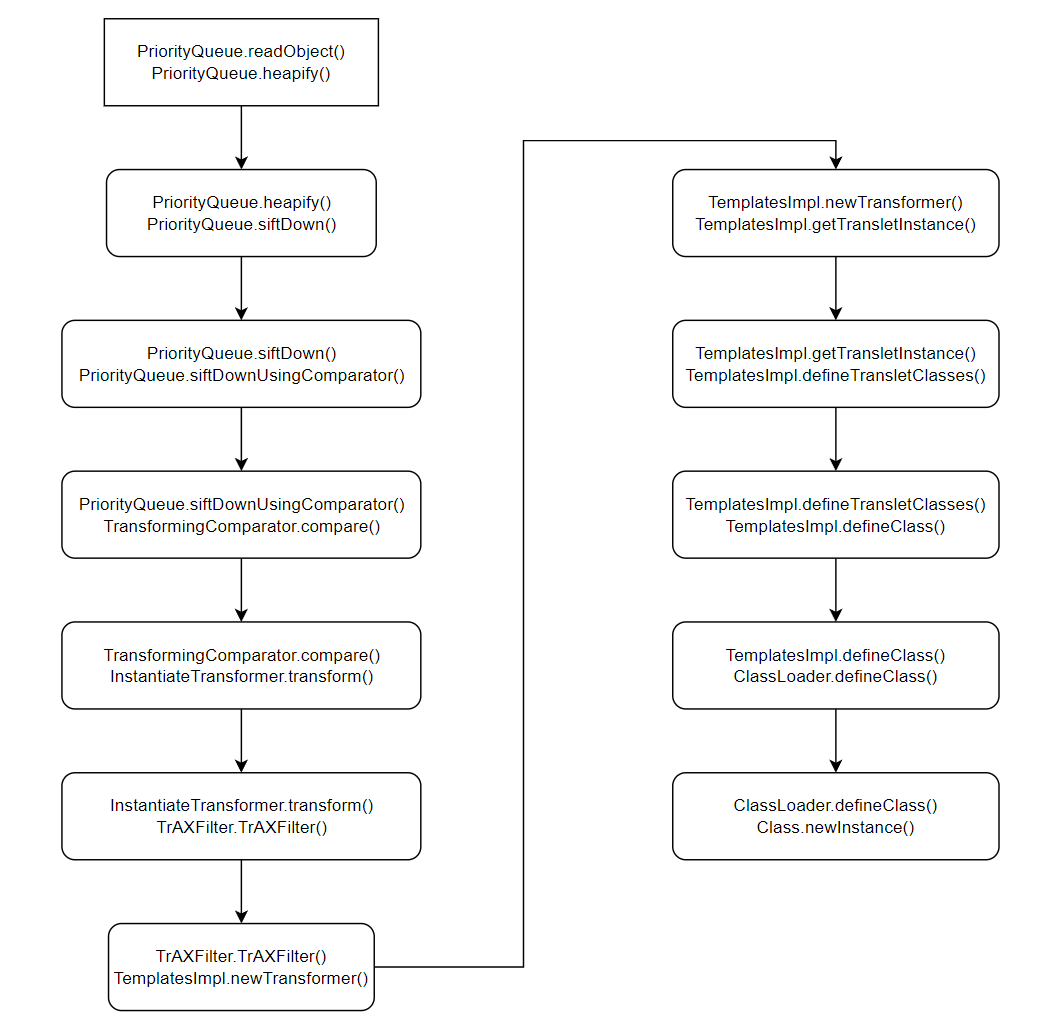 PriorityQueue.readObject()
PriorityQueue.heapify()
PriorityQueue.heapify()
PriorityQueue.siftDown()
PriorityQueue.siftDown()
PriorityQueue.siftDownUsingComparator()
PriorityQueue.siftDownUsingComparator()
TransformingComparator.compare()
TransformingComparator.compare()
InstantiateTransformer.transform()
InstantiateTransformer.transform()
TrAXFilter.TrAXFilter()
TrAXFilter.TrAXFilter()
TemplatesImpl.newTransformer()
TemplatesImpl.newTransformer()
TemplatesImpl.getTransletInstance()
TemplatesImpl.getTransletInstance()
TemplatesImpl.defineTransletClasses()
TemplatesImpl.defineTransletClasses()
TemplatesImpl.defineClass()
TemplatesImpl.defineClass()
ClassLoader.defineClass()
ClassLoader.defineClass()
Class.newInstance()